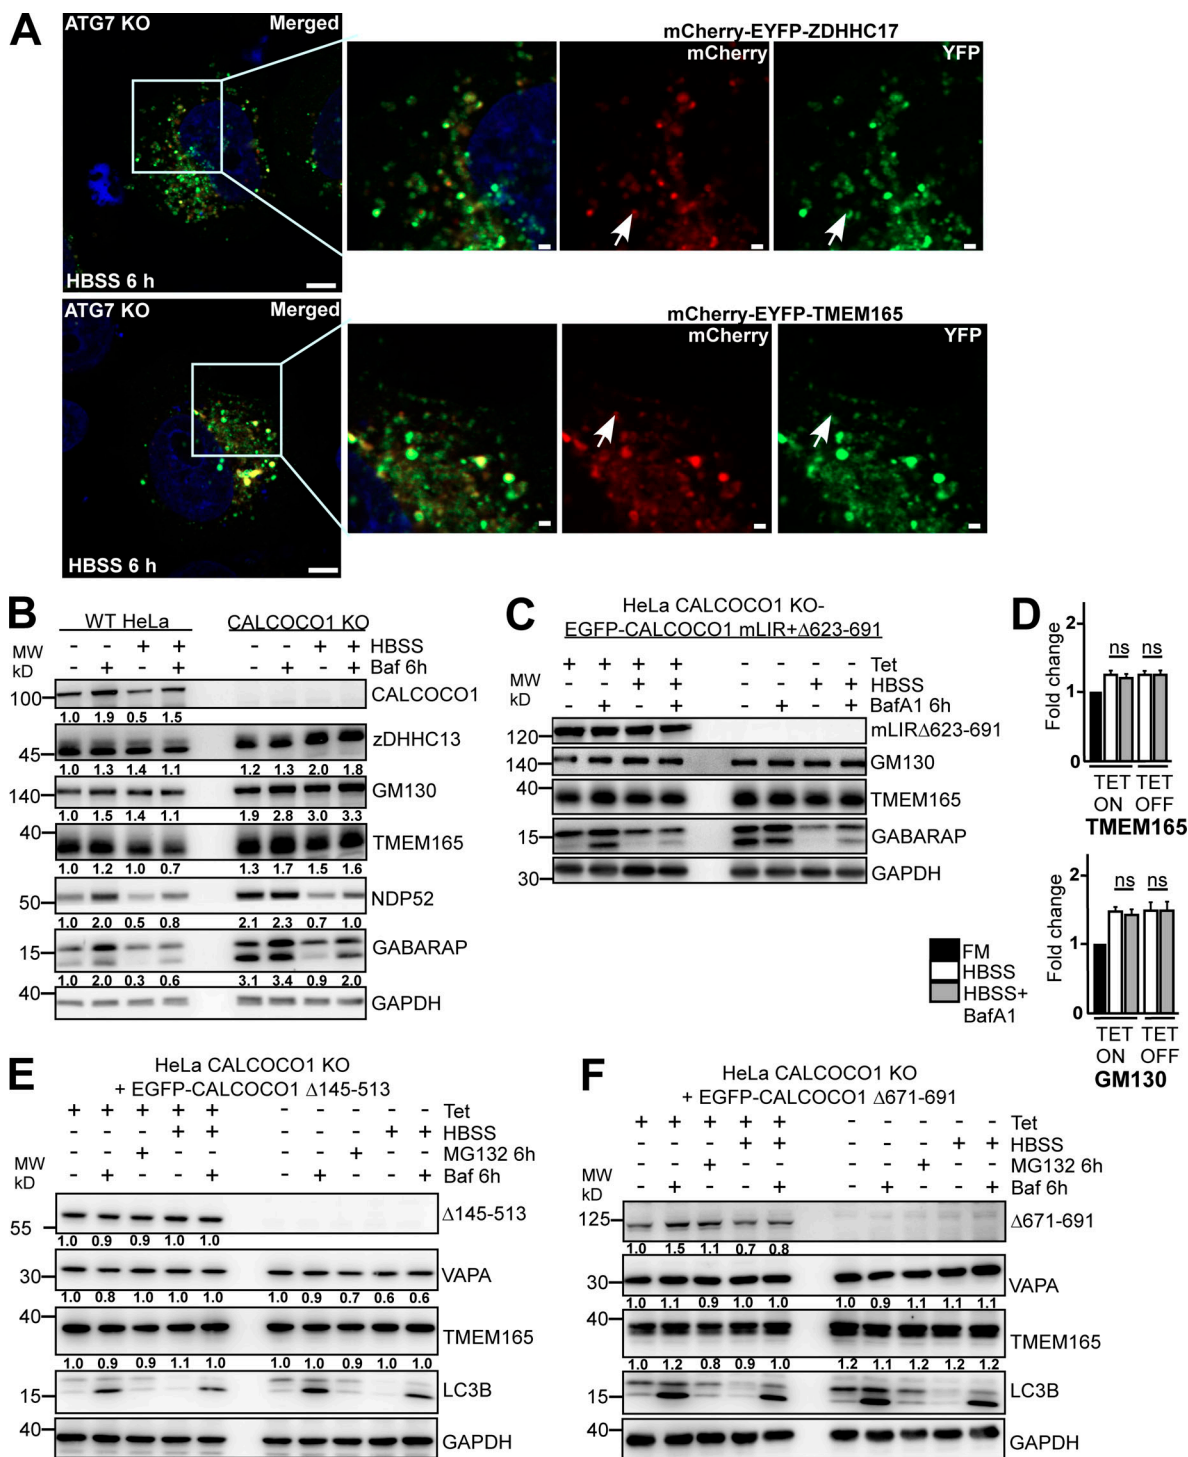 A
ATG7 KO
Merged
mCherry-EYFP-ZDHHC17
mCherry
YFP
HBSS 6 h
ATG7 KO
Merged
mCherry-EYFP-TMEM165
mCherry
YFP
HBSS 6 h
B
WT HeLa
CALCOCO1 KO
- - + + - - + + HBSS
- + - + - + - + Baf 6h
MW
kD
100 CALCOCO1
1.0 1.9 0.5 1.5
45 zDHHC13
1.0 1.3 1.4 1.1 1.2 1.3 2.0 1.8
140 GM130
1.0 1.5 1.4 1.1 1.9 2.8 3.0 3.3
40 TMEM165
1.0 1.2 1.0 0.7 1.3 1.7 1.5 1.6
50 NDP52
1.0 2.0 0.5 0.8 2.1 2.3 0.7 1.0
15 GABARAP
1.0 2.0 0.3 0.6 3.1 3.4 0.9 2.0
40 GAPDH
C
HeLa CALCOCO1 KO-
EGFP-CALCOCO1 mLIR+Δ623-691
+ + + + - - - - Tet
- - + + - - + + HBSS
- + - + - + - + BafA1 6h
MW
kD
120 mLIRΔ623-691
140 GM130
40 TMEM165
15 GABARAP
30 GAPDH
D
Fold change
2
1
0
ns ns
TET ON
TET OFF
TMEM165
Fold change
2
1
0
ns ns
TET ON
TET OFF
GM130
FM
HBSS
HBSS+
BafA1
E
HeLa CALCOCO1 KO
+ EGFP-CALCOCO1 Δ145-513
+ + + + + - - - - - Tet
- - - + + - - - + + HBSS
- - + - - - - + - - MG132 6h
- + - - + - + - - + Baf 6h
MW
kD
55 Δ145-513
1.0 0.9 0.9 1.0 1.0
30 VAPA
1.0 0.8 1.0 1.0 1.0 1.0 0.9 0.7 0.6 0.6
40 TMEM165
1.0 0.9 0.9 1.1 1.0 1.0 1.0 0.9 1.0 1.0
15 LC3B
40 GAPDH
F
HeLa CALCOCO1 KO
+ EGFP-CALCOCO1 Δ671-691
+ + + + + - - - - - Tet
- - - + + - - - + + HBSS
- - + - - - - + - - MG132 6h
- + - - + - + - - + Baf 6h
MW
kD
125 Δ671-691
1.0 1.5 1.1 0.7 0.8
30 VAPA
1.0 1.1 0.9 1.0 1.0 1.0 0.9 1.1 1.1 1.1
40 TMEM165
1.0 1.2 0.8 0.9 1.0 1.2 1.1 1.2 1.2 1.2
15 LC3B
40 GAPDH